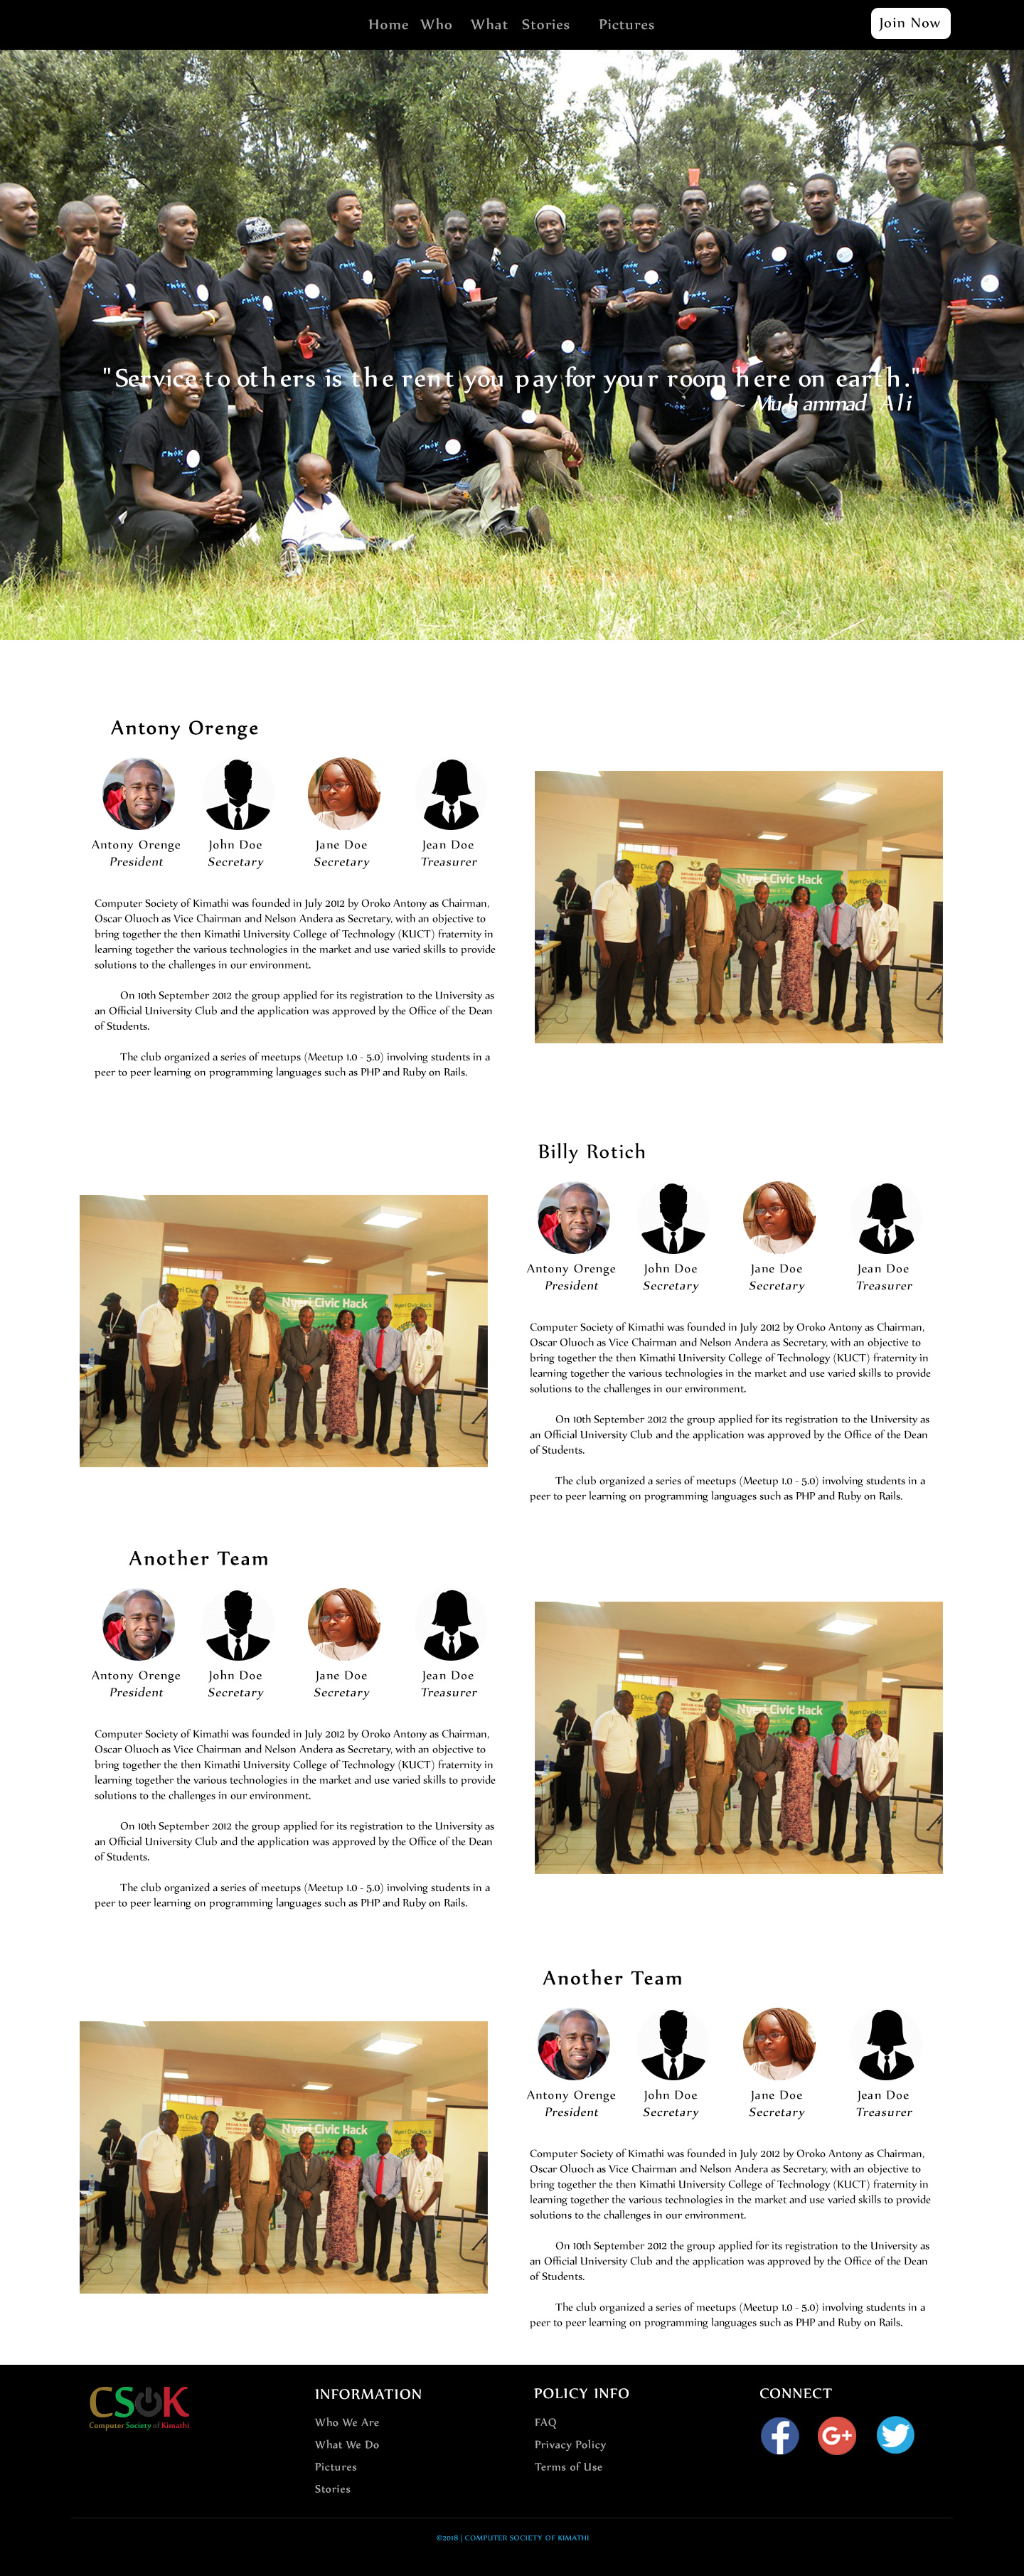 Home Who What Stories Pictures Join Now
"Service to others is the rent you pay for your room here on earth."
~ Muhammad Ali
Antony Orenge
Antony Orenge John Doe Jane Doe Jean Doe
President Secretary Secretary Treasurer
Computer Society of Kimathi was founded in July 2012 by Oroko Antony as Chairman,
Oscar Oluoch as Vice Chairman and Nelson Andera as Secretary, with an objective to
bring together the then Kimathi University College of Technology (KUCT) fraternity in
learning together the various technologies in the market and use varied skills to provide
solutions to the challenges in our environment.
On 10th September 2012 the group applied for its registration to the University as
an Official University Club and the application was approved by the Office of the Dean
of Students.
The club organized a series of meetups (Meetup 1.0 - 5.0) involving students in a
peer to peer learning on programming languages such as PHP and Ruby on Rails.
Nyeri Civic Hack
Billy Rotich
Antony Orenge John Doe Jane Doe Jean Doe
President Secretary Secretary Treasurer
Computer Society of Kimathi was founded in July 2012 by Oroko Antony as Chairman,
Oscar Oluoch as Vice Chairman and Nelson Andera as Secretary, with an objective to
bring together the then Kimathi University College of Technology (KUCT) fraternity in
learning together the various technologies in the market and use varied skills to provide
solutions to the challenges in our environment.
On 10th September 2012 the group applied for its registration to the University as
an Official University Club and the application was approved by the Office of the Dean
of Students.
The club organized a series of meetups (Meetup 1.0 - 5.0) involving students in a
peer to peer learning on programming languages such as PHP and Ruby on Rails.
Nyeri Civic Hack
Another Team
Antony Orenge John Doe Jane Doe Jean Doe
President Secretary Secretary Treasurer
Computer Society of Kimathi was founded in July 2012 by Oroko Antony as Chairman,
Oscar Oluoch as Vice Chairman and Nelson Andera as Secretary, with an objective to
bring together the then Kimathi University College of Technology (KUCT) fraternity in
learning together the various technologies in the market and use varied skills to provide
solutions to the challenges in our environment.
On 10th September 2012 the group applied for its registration to the University as
an Official University Club and the application was approved by the Office of the Dean
of Students.
The club organized a series of meetups (Meetup 1.0 - 5.0) involving students in a
peer to peer learning on programming languages such as PHP and Ruby on Rails.
Nyeri Civic Hack
Another Team
Antony Orenge John Doe Jane Doe Jean Doe
President Secretary Secretary Treasurer
Computer Society of Kimathi was founded in July 2012 by Oroko Antony as Chairman,
Oscar Oluoch as Vice Chairman and Nelson Andera as Secretary, with an objective to
bring together the then Kimathi University College of Technology (KUCT) fraternity in
learning together the various technologies in the market and use varied skills to provide
solutions to the challenges in our environment.
On 10th September 2012 the group applied for its registration to the University as
an Official University Club and the application was approved by the Office of the Dean
of Students.
The club organized a series of meetups (Meetup 1.0 - 5.0) involving students in a
peer to peer learning on programming languages such as PHP and Ruby on Rails.
Nyeri Civic Hack
CSOK
Computer Society of Kimathi
INFORMATION
Who We Are
What We Do
Pictures
Stories
POLICY INFO
FAQ
Privacy Policy
Terms of Use
CONNECT
f G+
©2018 | COMPUTER SOCIETY OF KIMATHI